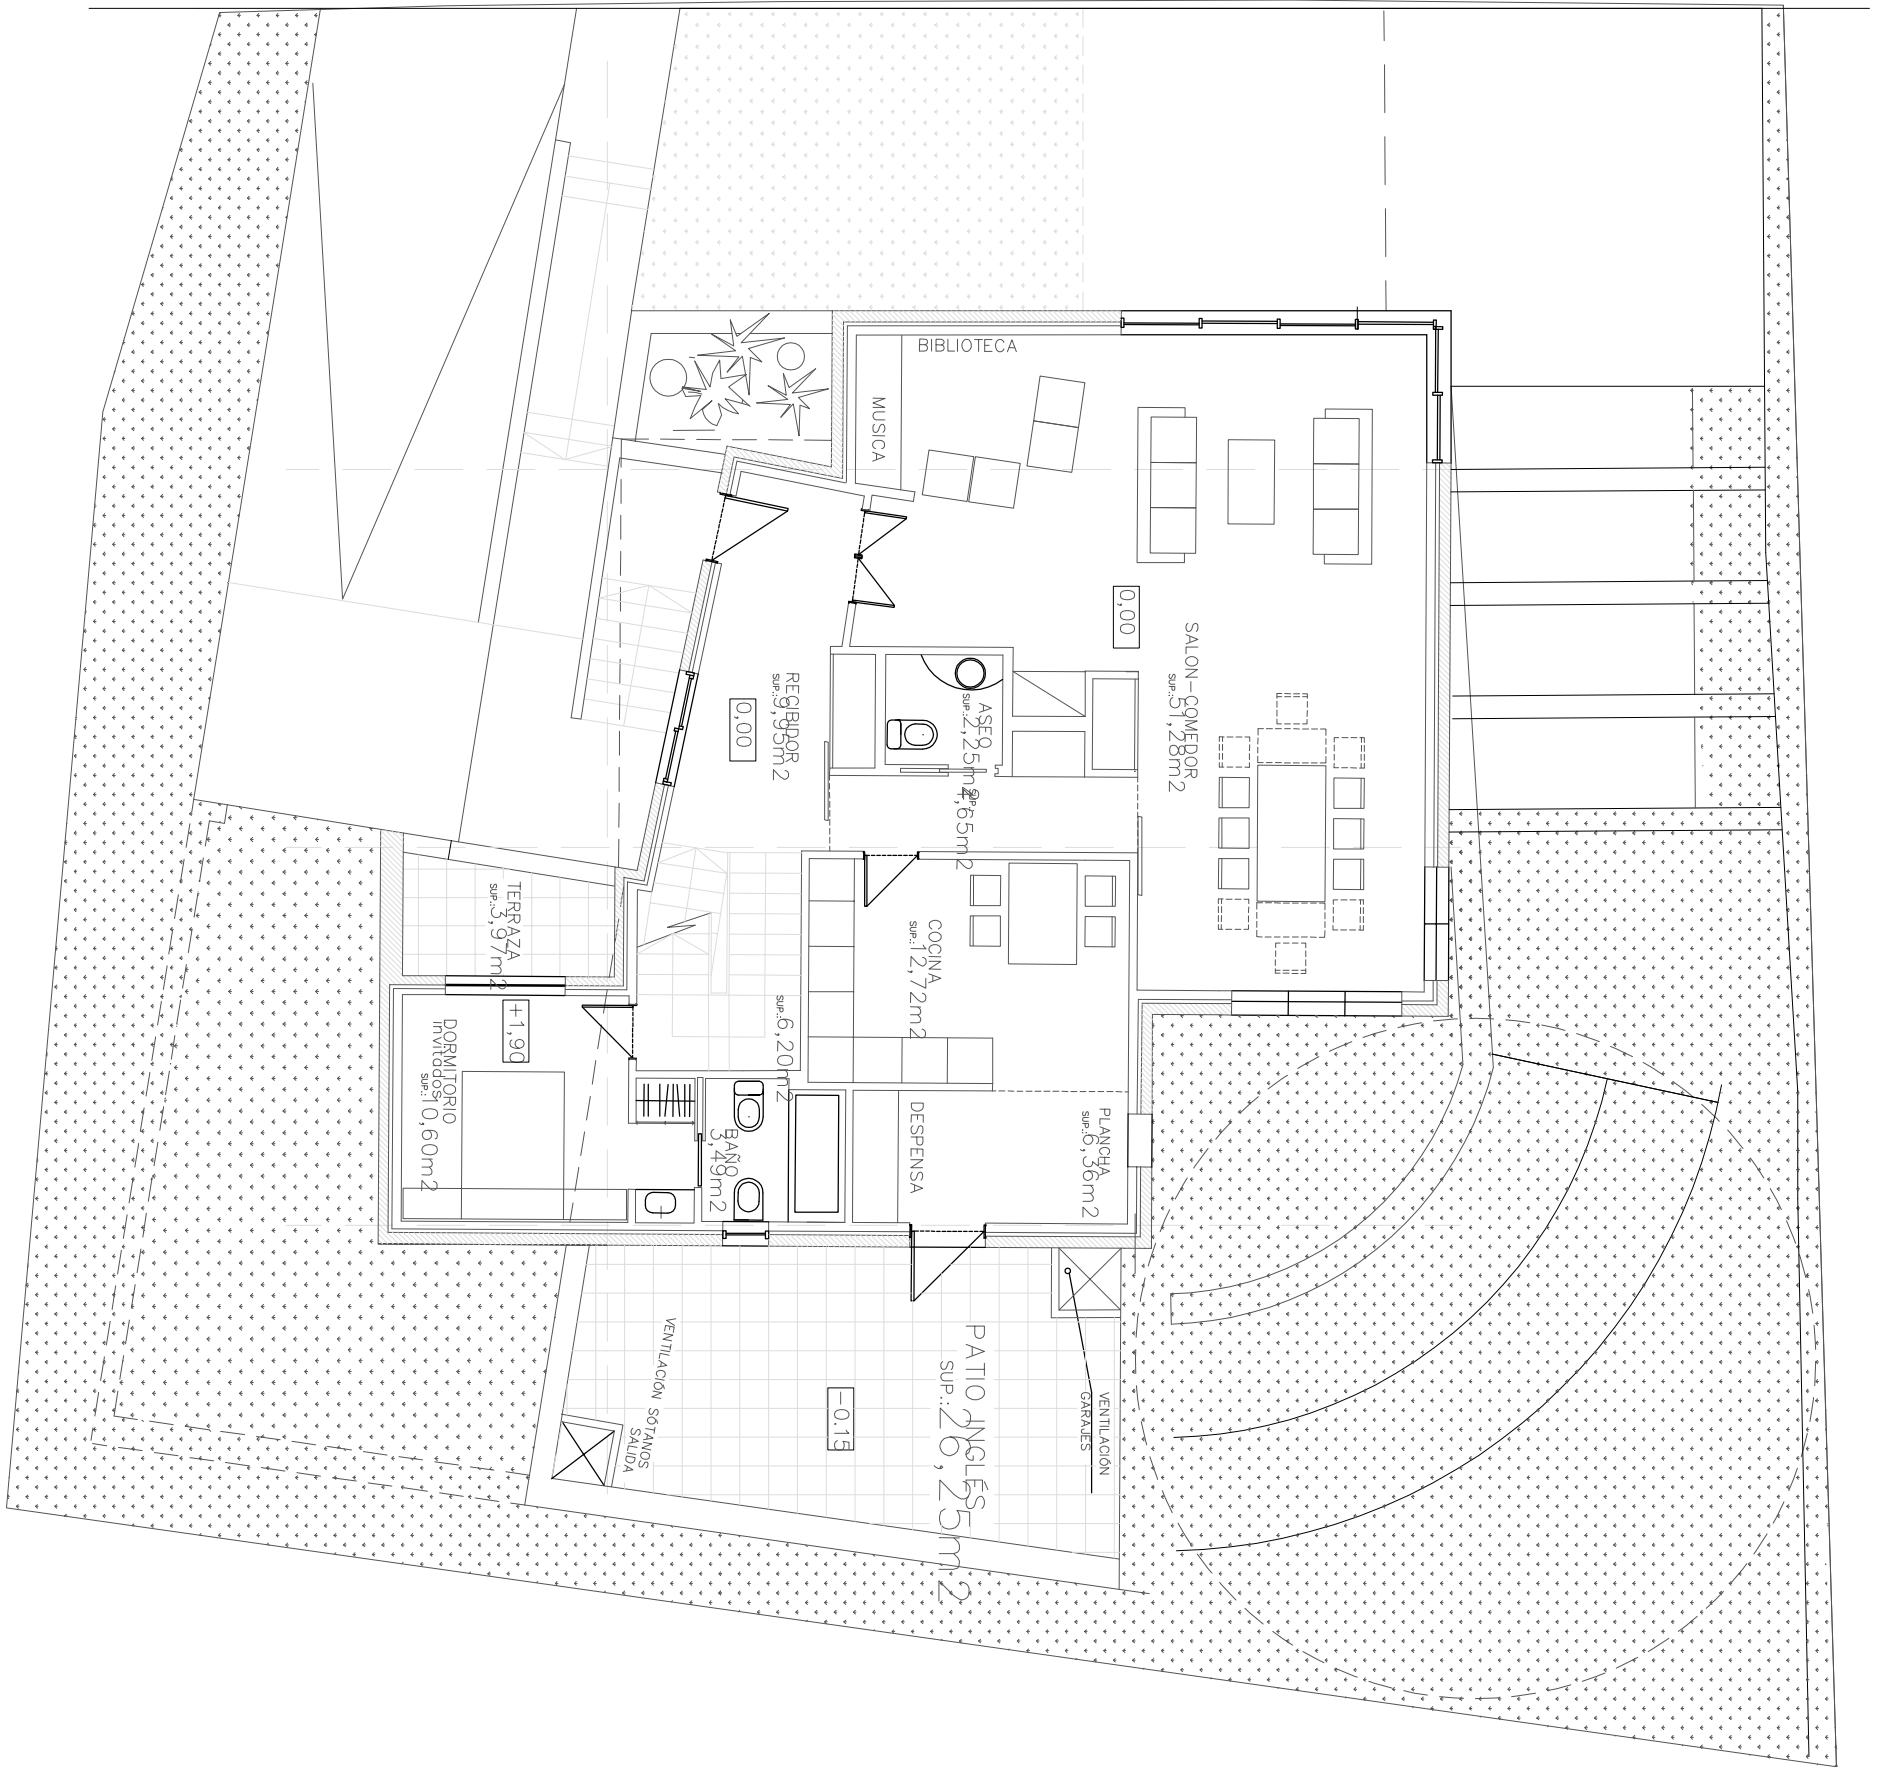 BIBLIOTECA
MUSICA
0,00
SALON-COMEDOR
SUP.:51,28m2
RECIBIDOR
SUP.:9,95m2
0,00
ASEO
SUP.:2,25m2
SUP.:4,65m2
TERRAZA
SUP.:3,97m2
COCINA
SUP.:12,72m2
+1,90
SUP.:6,20m2
DORMITORIO
invitados
SUP.:10,60m2
BAÑO
3,49m2
DESPENSA
PLANCHA
SUP.:6,36m2
VENTILACIÓN SÓTANOS
SALIDA
-0.15
PATIO INGLÉS
SUP.:26,25m2
VENTILACIÓN
GARAJES